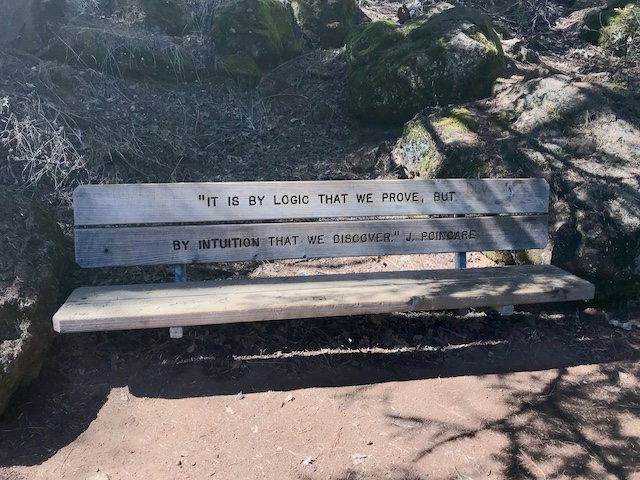 "IT IS BY LOGIC THAT WE PROVE, BUT
BY INTUITION THAT WE DISCOVER." J. POINCARE